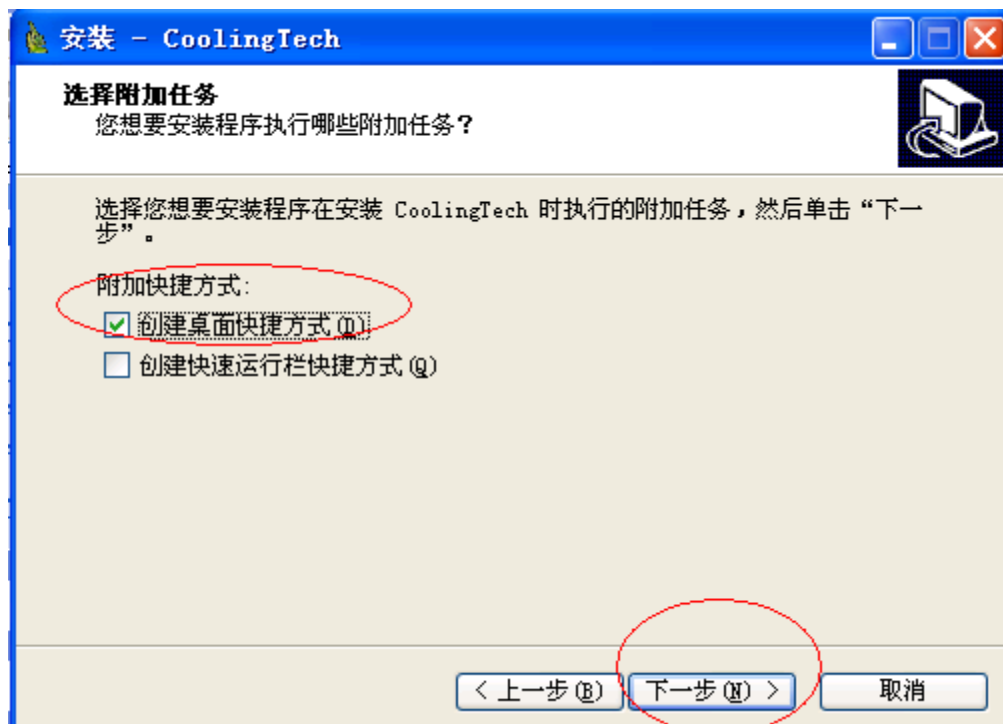 安装 - CoolingTech
选择附加任务
您想要安装程序执行哪些附加任务？
选择您想要安装程序在安装 CoolingTech 时执行的附加任务，然后单击“下一
步”。
附加快捷方式:
创建桌面快捷方式(D)
创建快速运行栏快捷方式(Q)
< 上一步(B) 下一步(N) > 取消